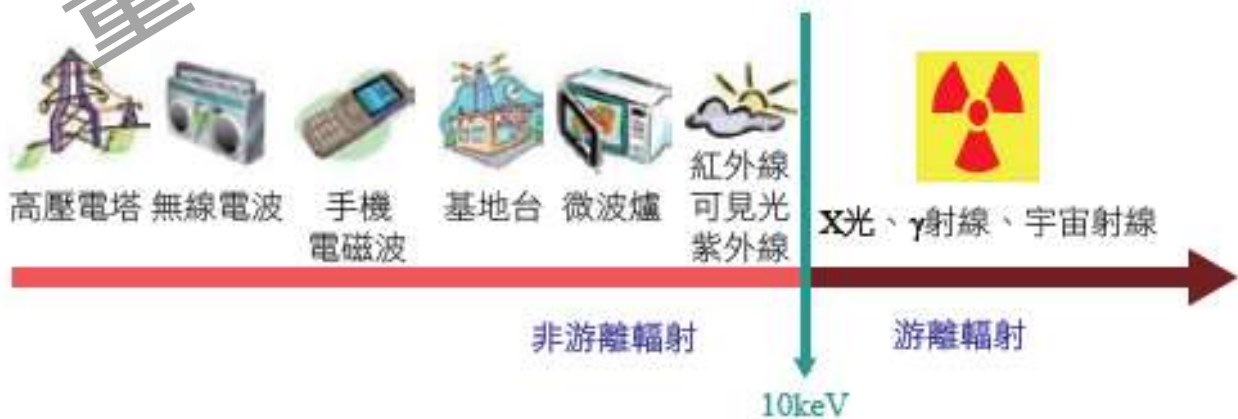 高壓電塔 無線電波 手機 基地台 微波爐 紅外線
電磁波 可見光
紫外線
X光、γ射線、宇宙射線
非游離輻射 游離輻射
10keV